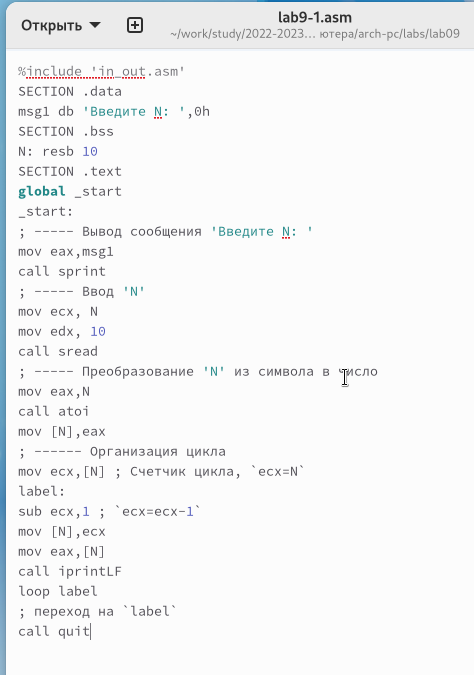 Открыть
lab9-1.asm
~/work/study/2022-2023... ютера/arch-pc/labs/lab09
%include 'in_out.asm'
SECTION .data
msg1 db 'Введите N: ',0h
SECTION .bss
N: resb 10
SECTION .text
global _start
_start:
; ----- Вывод сообщения 'Введите N: '
mov eax,msg1
call sprint
; ----- Ввод 'N'
mov ecx, N
mov edx, 10
call sread
; ----- Преобразование 'N' из символа в число
mov eax,N
call atoi
mov [N],eax
; ------ Организация цикла
mov ecx,[N] ; Счетчик цикла, `ecx=N`
label:
sub ecx,1 ; `ecx=ecx-1`
mov [N],ecx
mov eax,[N]
call iprintLF
loop label
; переход на `label`
call quit